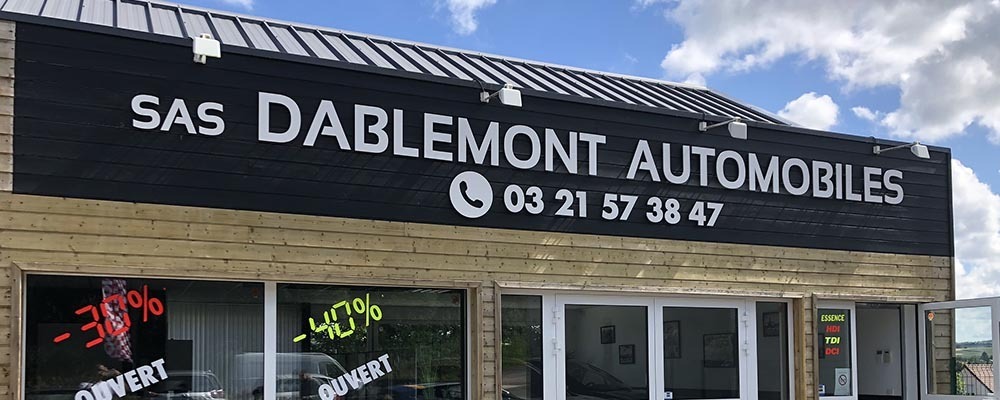 SAS DABLEMONT AUTOMOBILES
03 21 57 38 47
-30%
OUVERT
-40%
OUVERT
ESSENCE
HDI
TDI
DCI